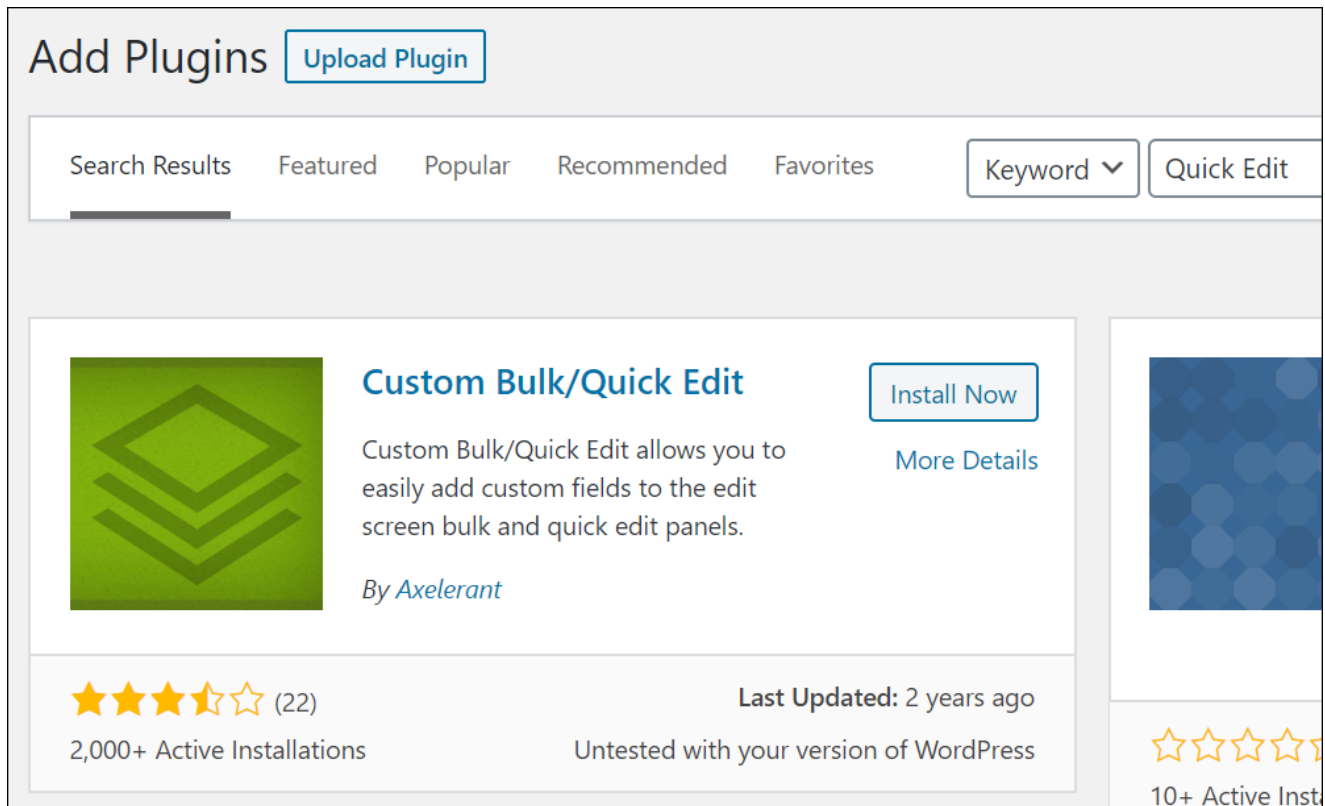 Add Plugins Upload Plugin
Search Results Featured Popular Recommended Favorites Keyword Quick Edit
Custom Bulk/Quick Edit
Install Now
Custom Bulk/Quick Edit allows you to
easily add custom fields to the edit
screen bulk and quick edit panels.
More Details
By Axelerant
(22)
Last Updated: 2 years ago
2,000+ Active Installations
Untested with your version of WordPress
10+ Active